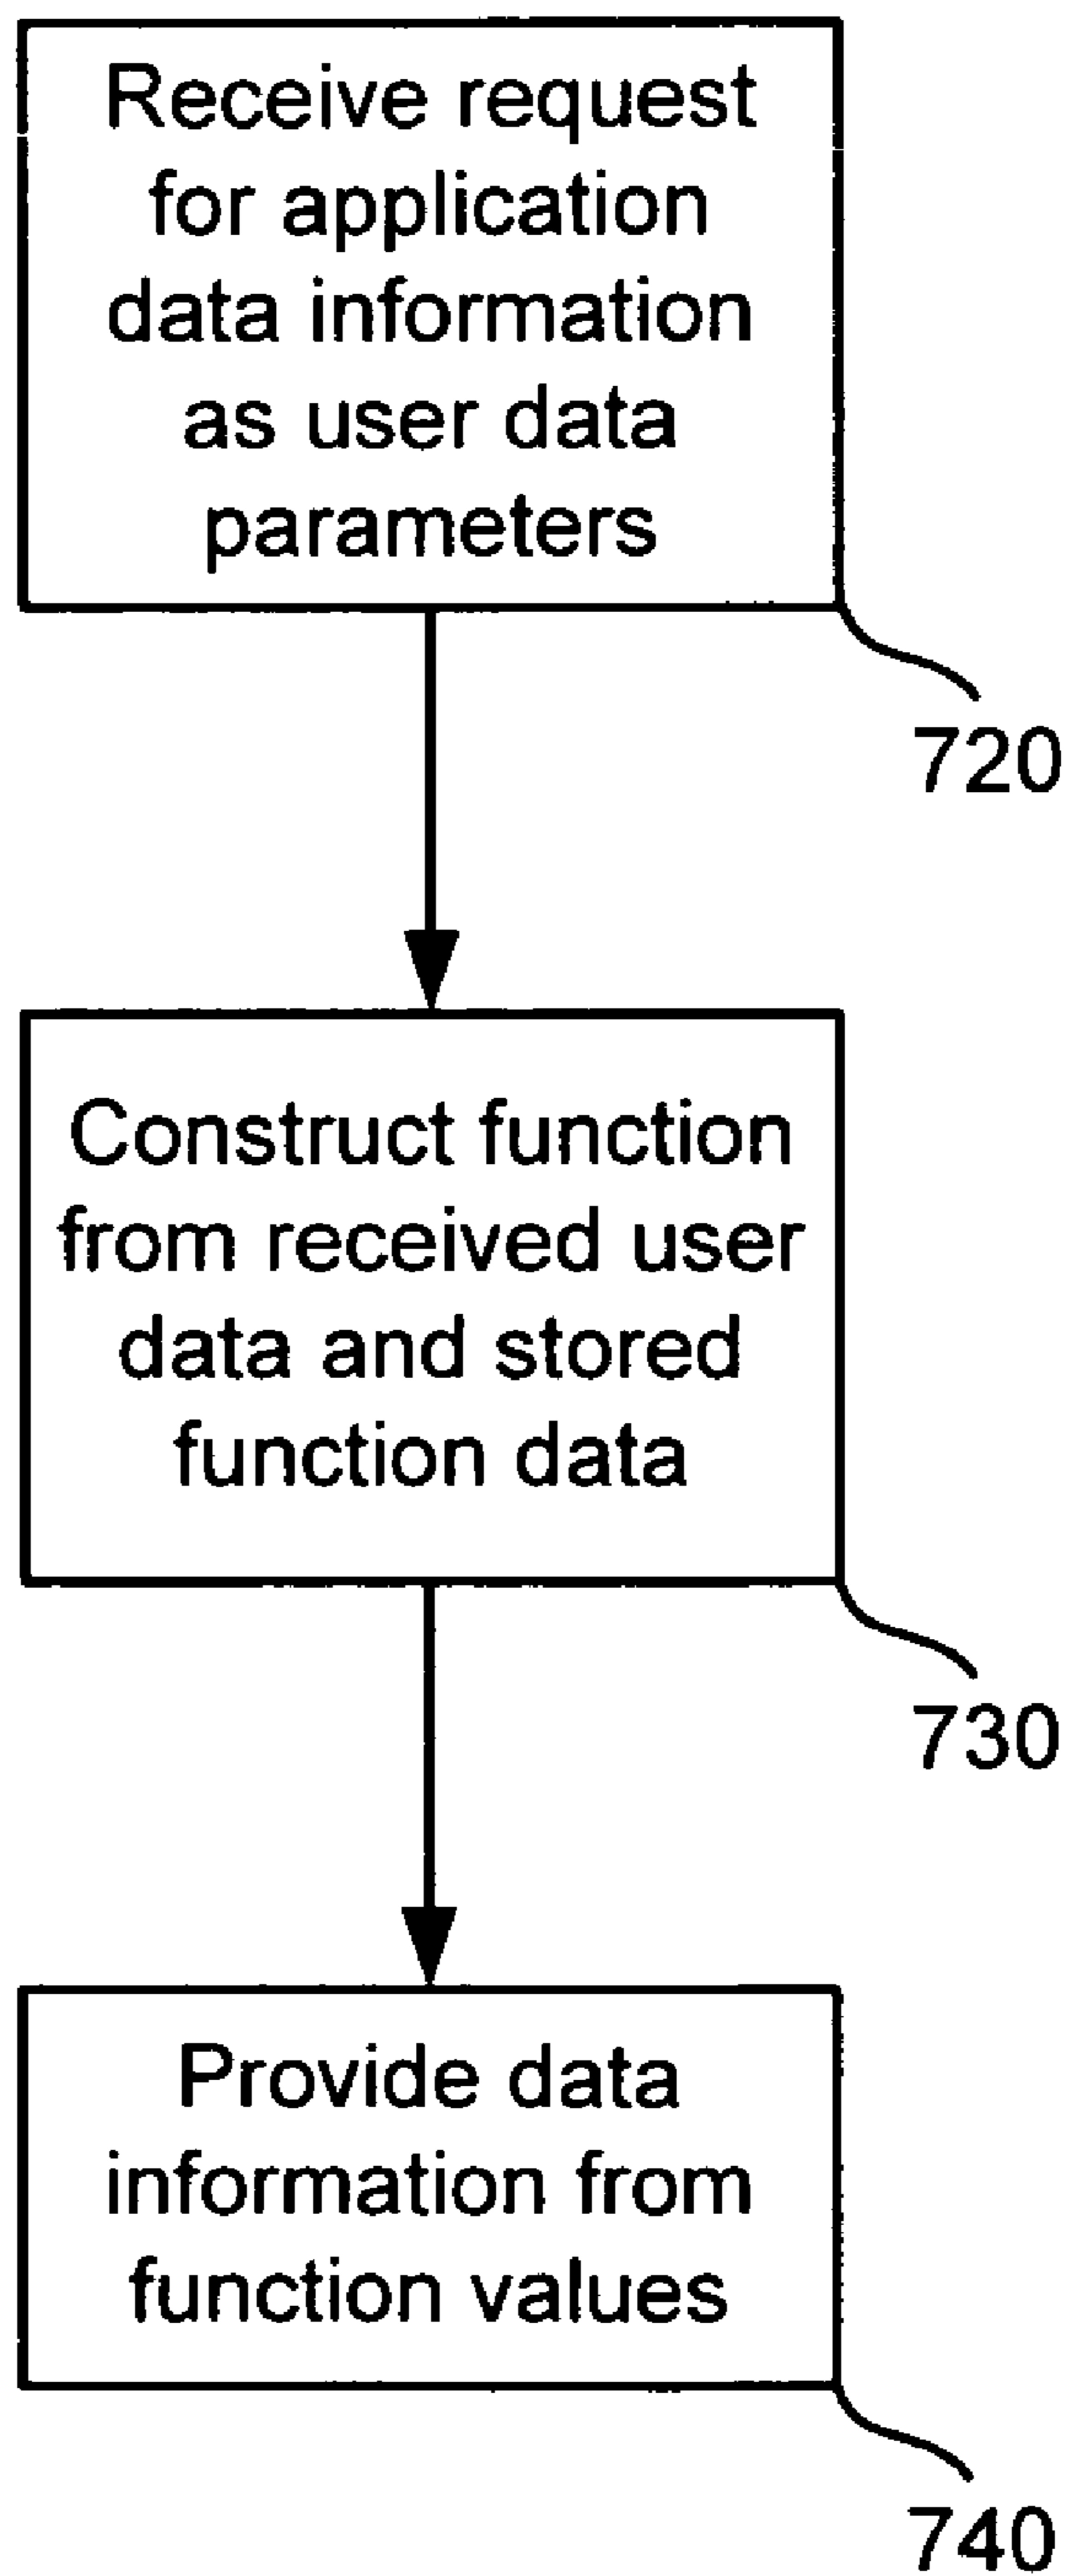 Receive request
for application
data information
as user data
parameters
720
Construct function
from received user
data and stored
function data
730
Provide data
information from
function values
740